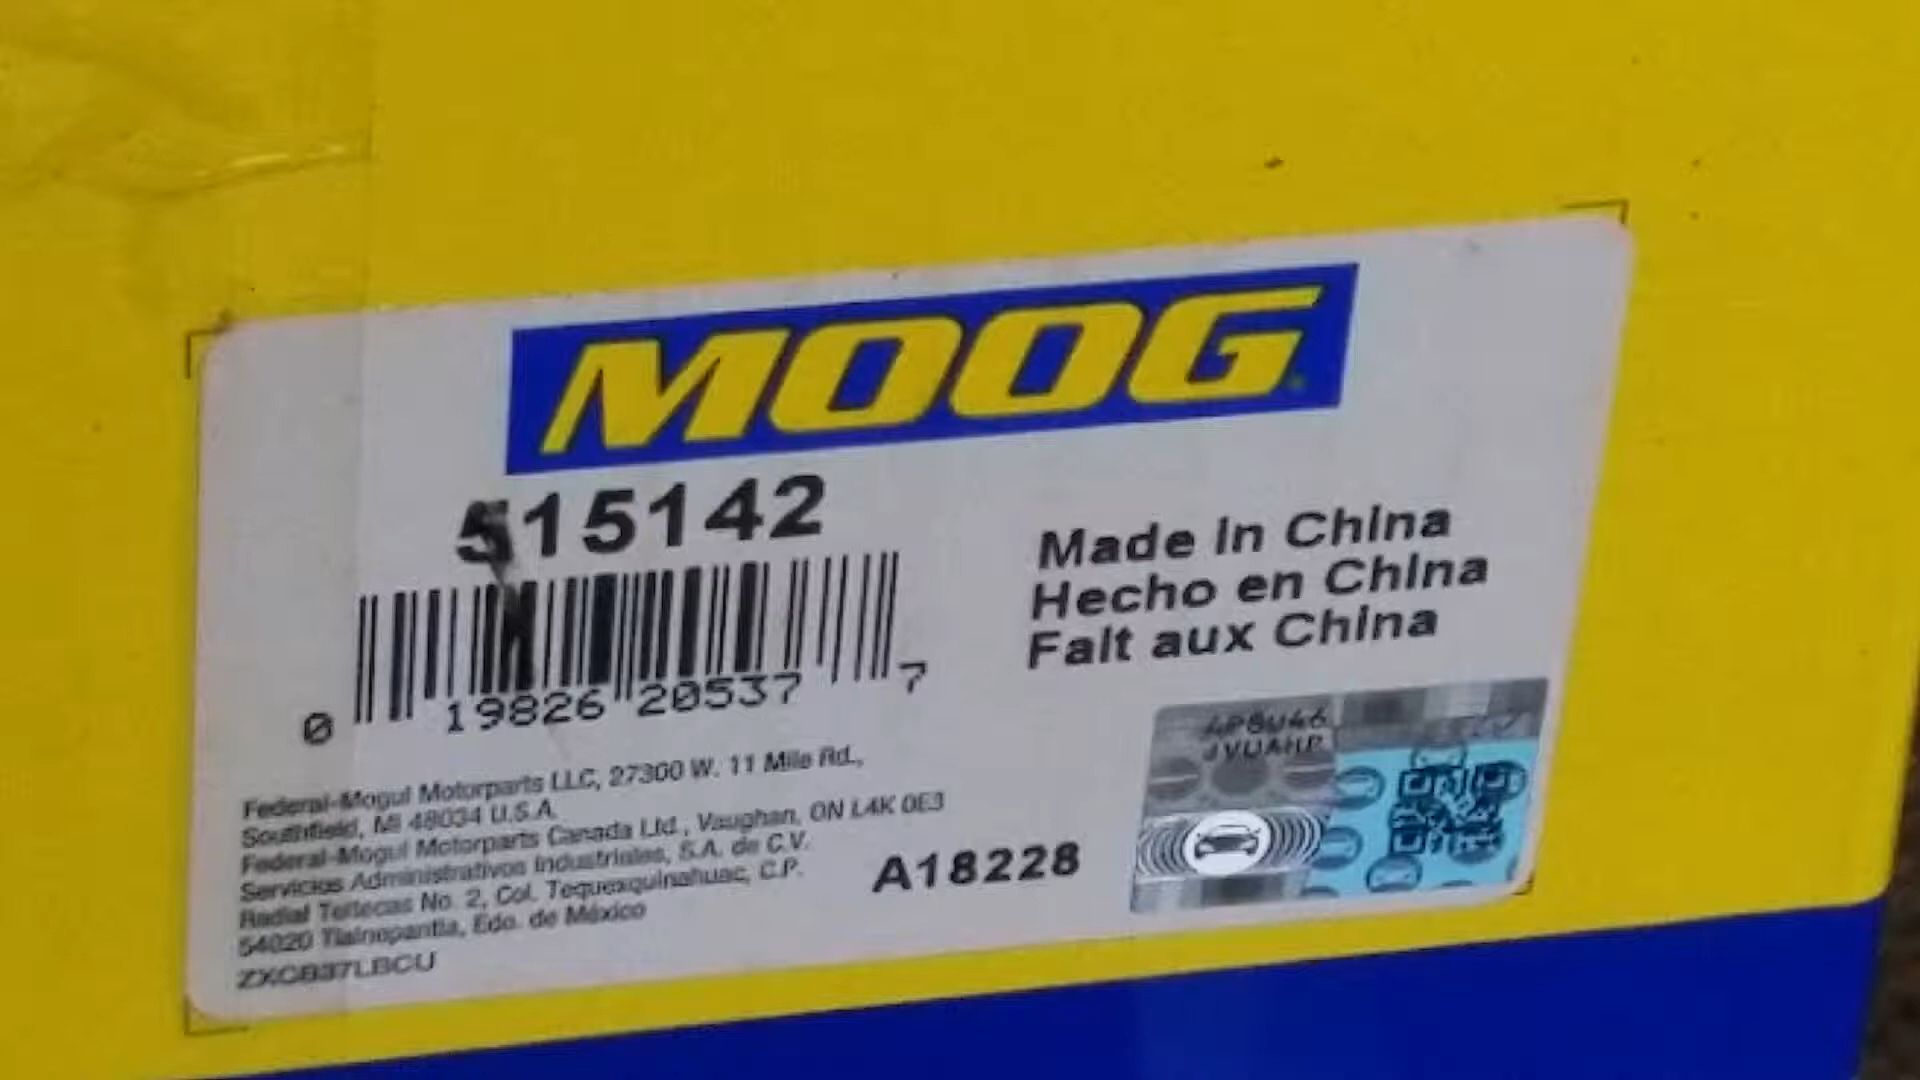 MOOG
515142
Made In China
Hecho en China
Fait aux China
0 19826 20537 7
Federal-Mogul Motorparts LLC, 27300 W. 11 Mile Rd.,
Southfield, MI 48034 U.S.A.
Federal-Mogul Motorparts Canada Ltd., Vaughan, ON L4K 0E3
Servicios Administrativos Industriales, S.A. de C.V.
Radial Toltecas No. 2, Col. Tequexquinahuac, C.P.
54020 Tlalnepantla, Edo. de México
A18228